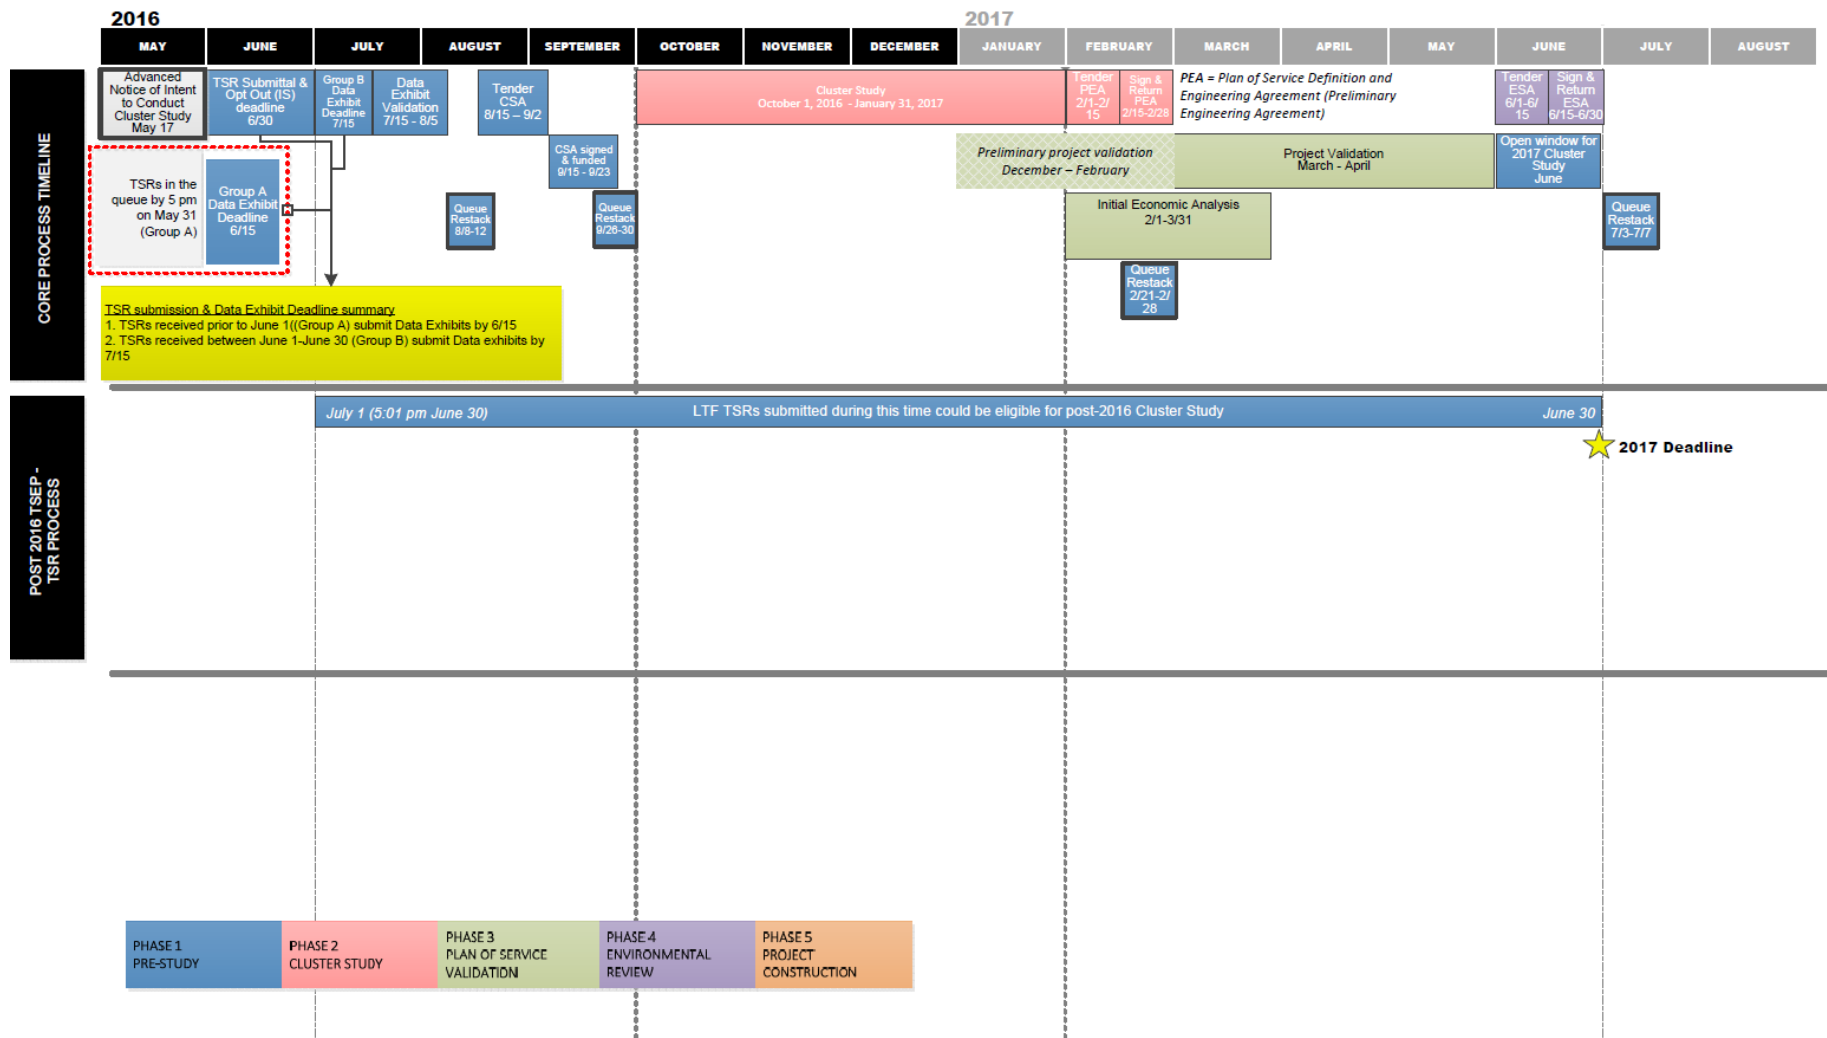 2016
2017
MAY
JUNE
JULY
AUGUST
SEPTEMBER
OCTOBER
NOVEMBER
DECEMBER
JANUARY
FEBRUARY
MARCH
APRIL
MAY
JUNE
JULY
AUGUST
CORE PROCESS TIMELINE
Advanced
Notice of Intent
to Conduct
Cluster Study
May 17
TSR Submittal &
Opt Out (IS)
deadline
6/30
Group B
Data
Exhibit
Deadline
7/15
Data
Exhibit
Validation
7/15 - 8/5
Tender
CSA
8/15 – 9/2
Cluster Study
October 1, 2016 - January 31, 2017
Tender
PEA
2/1-2/
15
Sign &
Return
PEA
2/15-2/28
PEA = Plan of Service Definition and
Engineering Agreement (Preliminary
Engineering Agreement)
Tender
ESA
6/1-6/
15
Sign &
Return
ESA
6/15-6/30
CSA signed
& funded
9/15 - 9/23
Preliminary project validation
December – February
Project Validation
March - April
Open window for
2017 Cluster
Study
June
TSRs in the
queue by 5 pm
on May 31
(Group A)
Group A
Data Exhibit
Deadline
6/15
Queue
Restack
8/8-12
Queue
Restack
9/26-30
Initial Economic Analysis
2/1-3/31
Queue
Restack
7/3-7/7
Queue
Restack
2/21-2/
28
TSR submission & Data Exhibit Deadline summary
1. TSRs received prior to June 1((Group A) submit Data Exhibits by 6/15
2. TSRs received between June 1-June 30 (Group B) submit Data exhibits by
7/15
POST 2016 TSEP -
TSR PROCESS
July 1 (5:01 pm June 30)
LTF TSRs submitted during this time could be eligible for post-2016 Cluster Study
June 30
2017 Deadline
PHASE 1
PRE-STUDY
PHASE 2
CLUSTER STUDY
PHASE 3
PLAN OF SERVICE
VALIDATION
PHASE 4
ENVIRONMENTAL
REVIEW
PHASE 5
PROJECT
CONSTRUCTION